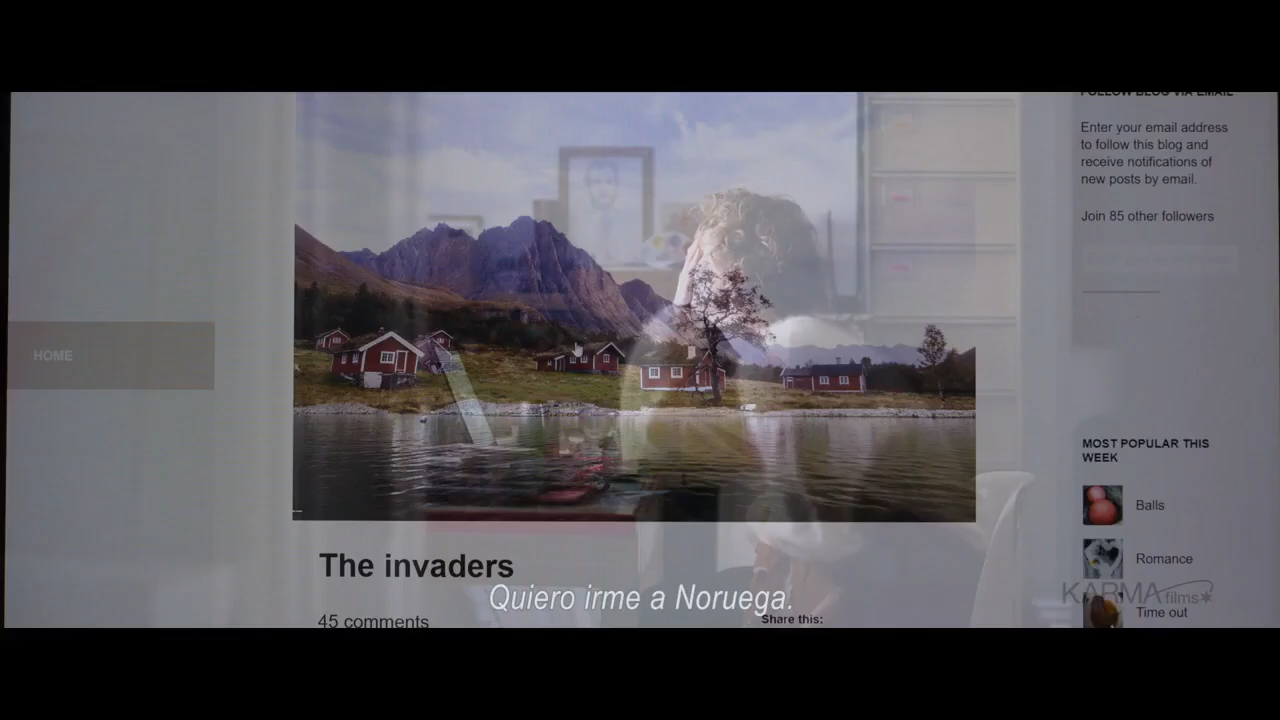 FOLLOW BLOG VIA EMAIL
Enter your email address
to follow this blog and
receive notifications of
new posts by email.
Join 85 other followers
HOME
MOST POPULAR THIS
WEEK
Balls
Romance
Time out
The invaders
45 comments
Share this:
Quiero irme a Noruega.
KARMA
films